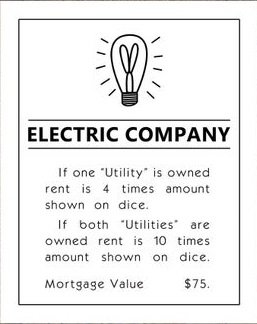 ELECTRIC COMPANY
If one "Utility" is owned
rent is 4 times amount
shown on dice.
If both "Utilities" are
owned rent is 10 times
amount shown on dice.
Mortgage Value $75.